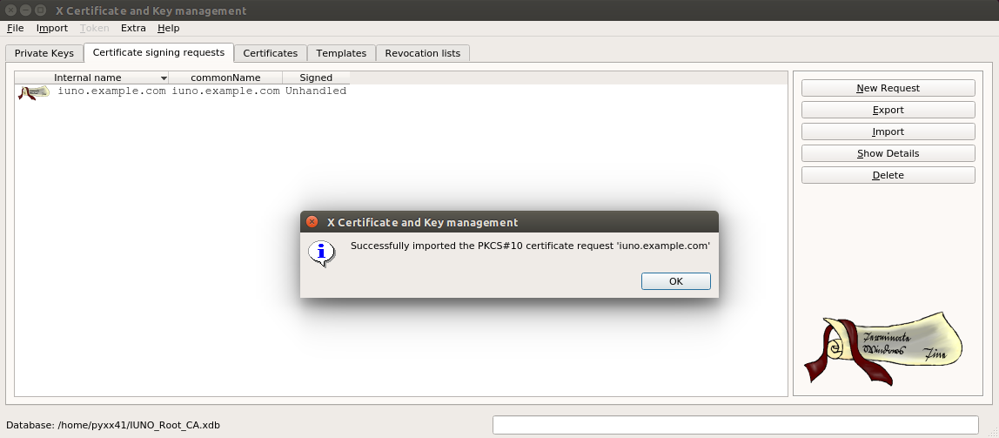 X Certificate and Key management
File Import Token Extra Help
Private Keys Certificate signing requests Certificates Templates Revocation lists
Internal name commonName Signed
iuno.example.com iuno.example.com Unhandled
New Request
Export
Import
Show Details
Delete
X Certificate and Key management
Successfully imported the PKCS#10 certificate request 'iuno.example.com'
OK
Windows
Database: /home/pyxx41/IUNO_Root_CA.xdb